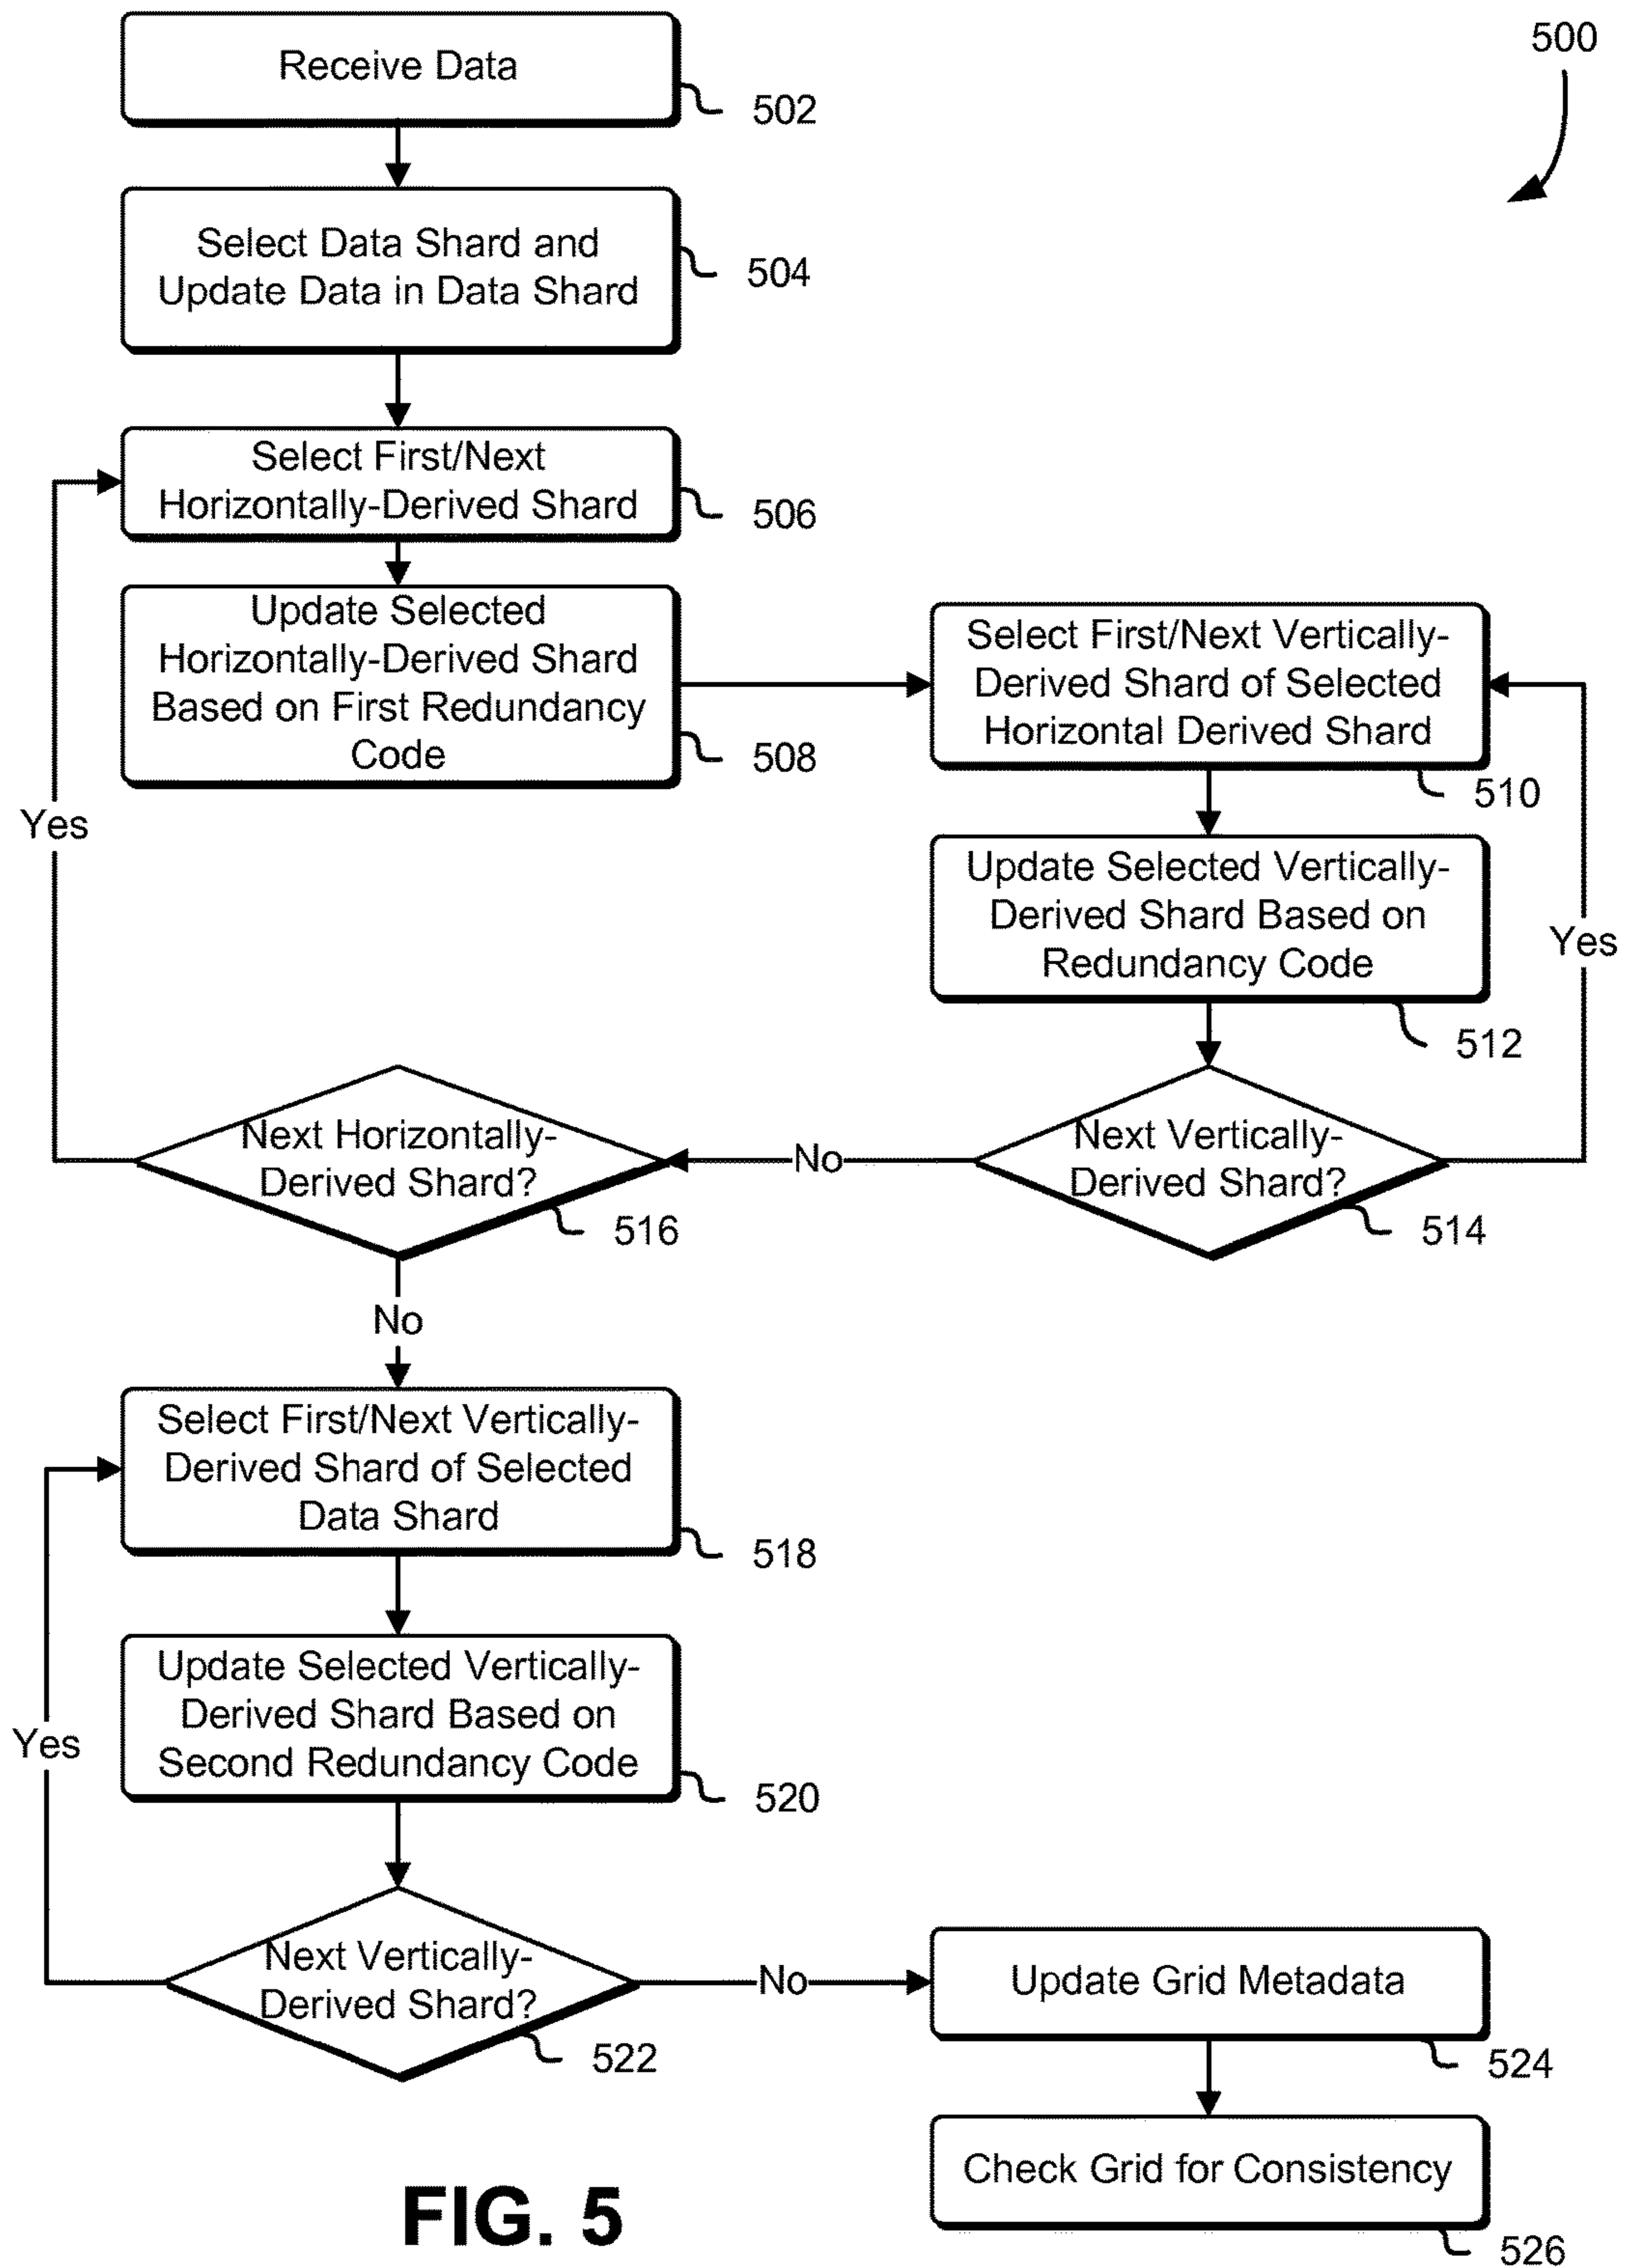 500
Receive Data
502
Select Data Shard and
Update Data in Data Shard
504
Select First/Next
Horizontally-Derived Shard
506
Update Selected
Horizontally-Derived Shard
Based on First Redundancy
Code
508
Select First/Next Vertically-
Derived Shard of Selected
Horizontal Derived Shard
510
Update Selected Vertically-
Derived Shard Based on
Redundancy Code
512
Next Vertically-
Derived Shard?
514
Yes
No
Next Horizontally-
Derived Shard?
516
Yes
No
Select First/Next Vertically-
Derived Shard of Selected
Data Shard
518
Update Selected Vertically-
Derived Shard Based on
Second Redundancy Code
520
Next Vertically-
Derived Shard?
522
Yes
No
Update Grid Metadata
524
Check Grid for Consistency
526
FIG. 5